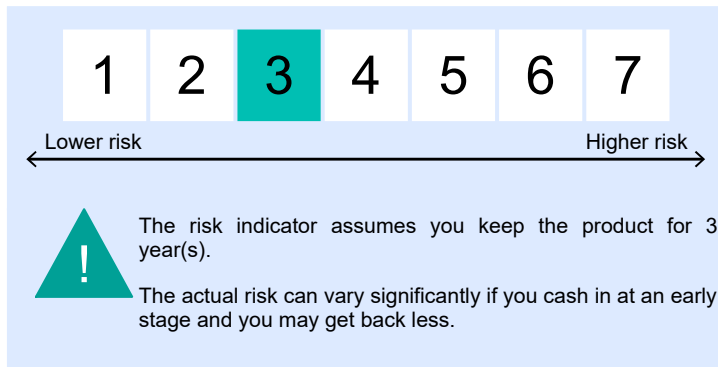 1 2 3 4 5 6 7
Lower risk Higher risk
!
The risk indicator assumes you keep the product for 3
year(s).
The actual risk can vary significantly if you cash in at an early
stage and you may get back less.